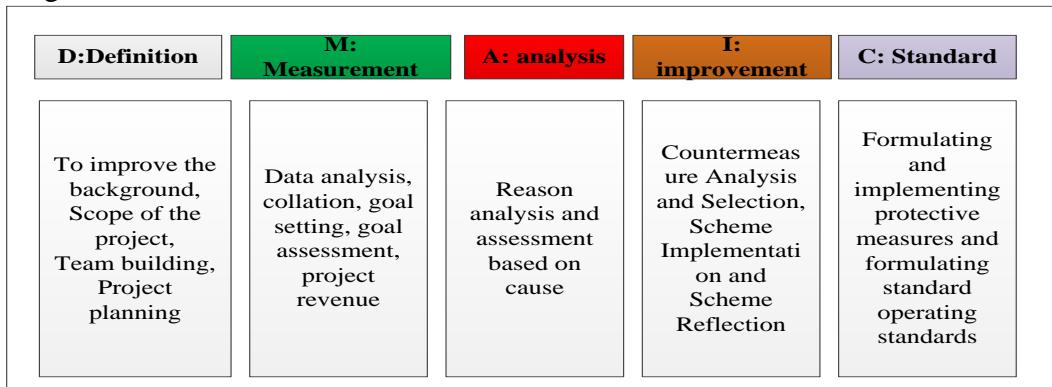 D:Definition
M:
Measurement
A: analysis
I:
improvement
C: Standard
To improve the
background,
Scope of the
project,
Team building,
Project
planning
Data analysis,
collation, goal
setting, goal
assessment,
project
revenue
Reason
analysis and
assessment
based on
cause
Countermeas
ure Analysis
and Selection,
Scheme
Implementati
on and
Scheme
Reflection
Formulating
and
implementing
protective
measures and
formulating
standard
operating
standards